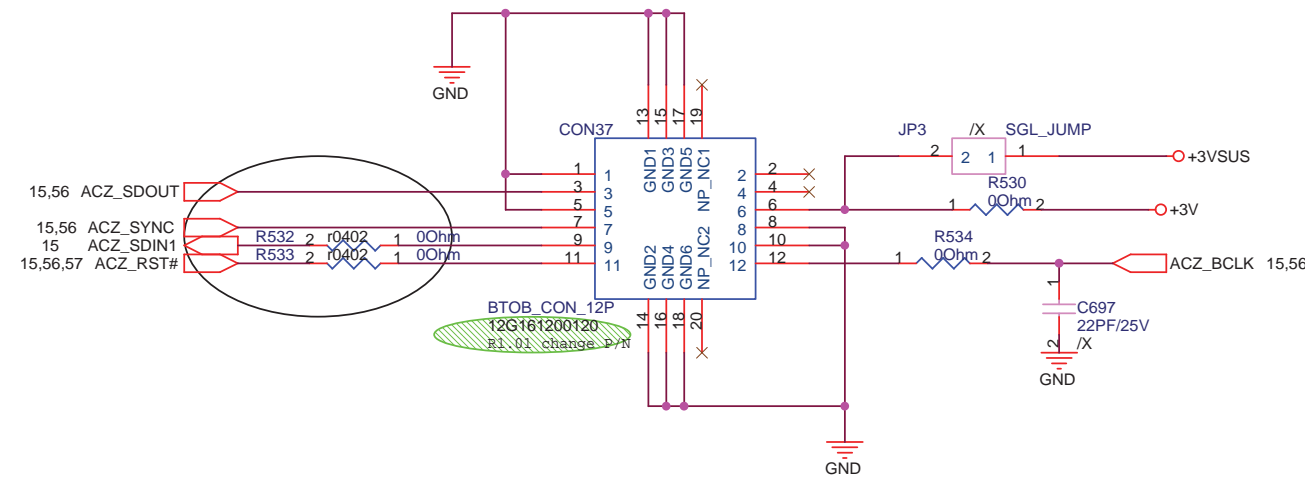 GND
13
15
17
19
CON37
GND1
GND3
GND5
NP_NC1
JP3
/X
SGL_JUMP
2
2 1
1
+3VSUS
15,56 ACZ_SDOUT
15,56 ACZ_SYNC
15 ACZ_SDIN1
15,56,57 ACZ_RST#
R532 2 r0402 1 0Ohm
R533 2 r0402 1 0Ohm
1 1
3 3
5 5
7 7
9 9
11 11
2 2
4 4
6 6
8 8
10 10
12 12
R530
1 0Ohm 2
+3V
R534
1 0Ohm 2
ACZ_BCLK 15,56
GND2
GND4
GND6
NP_NC2
14
16
18
20
BTOB_CON_12P
12G161200120
R1.01 change P/N
1
C697
22PF/25V
2 /X
GND
GND